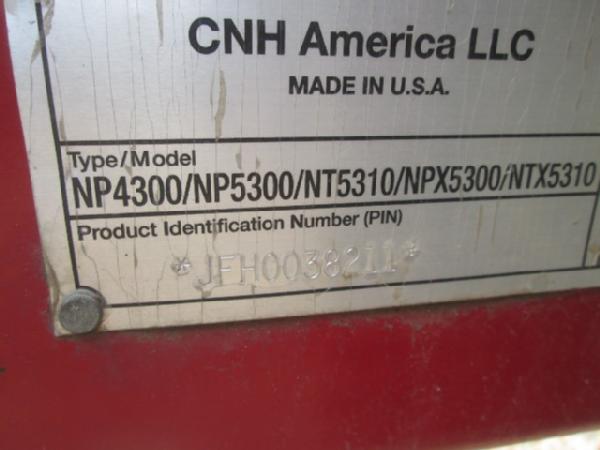 CNH America LLC
MADE IN U.S.A.
Type/Model
NP4300/NP5300/NT5310/NPX5300/NTX5310
Product Identification Number (PIN)
*JFH0038211*